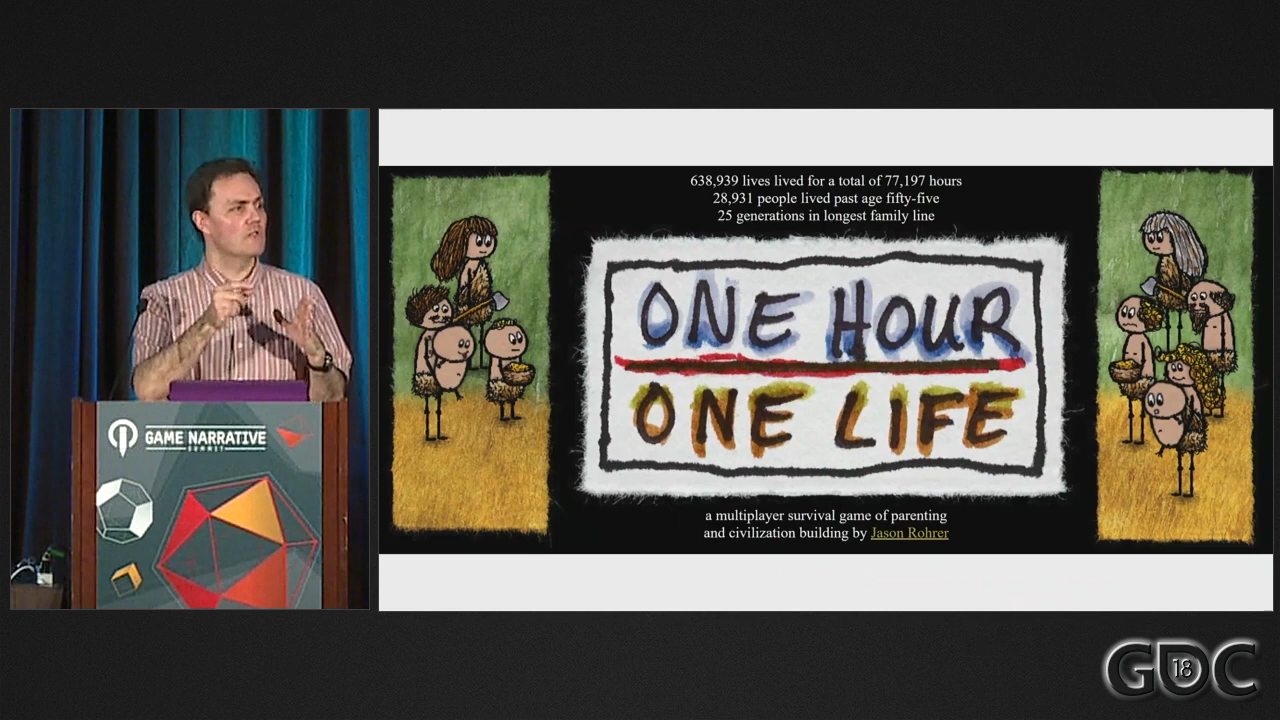 GAME NARRATIVE
SUMMIT
638,939 lives lived for a total of 77,197 hours
28,931 people lived past age fifty-five
25 generations in longest family line
ONE HOUR
ONE LIFE
a multiplayer survival game of parenting
and civilization building by Jason Rohrer
GDC
18